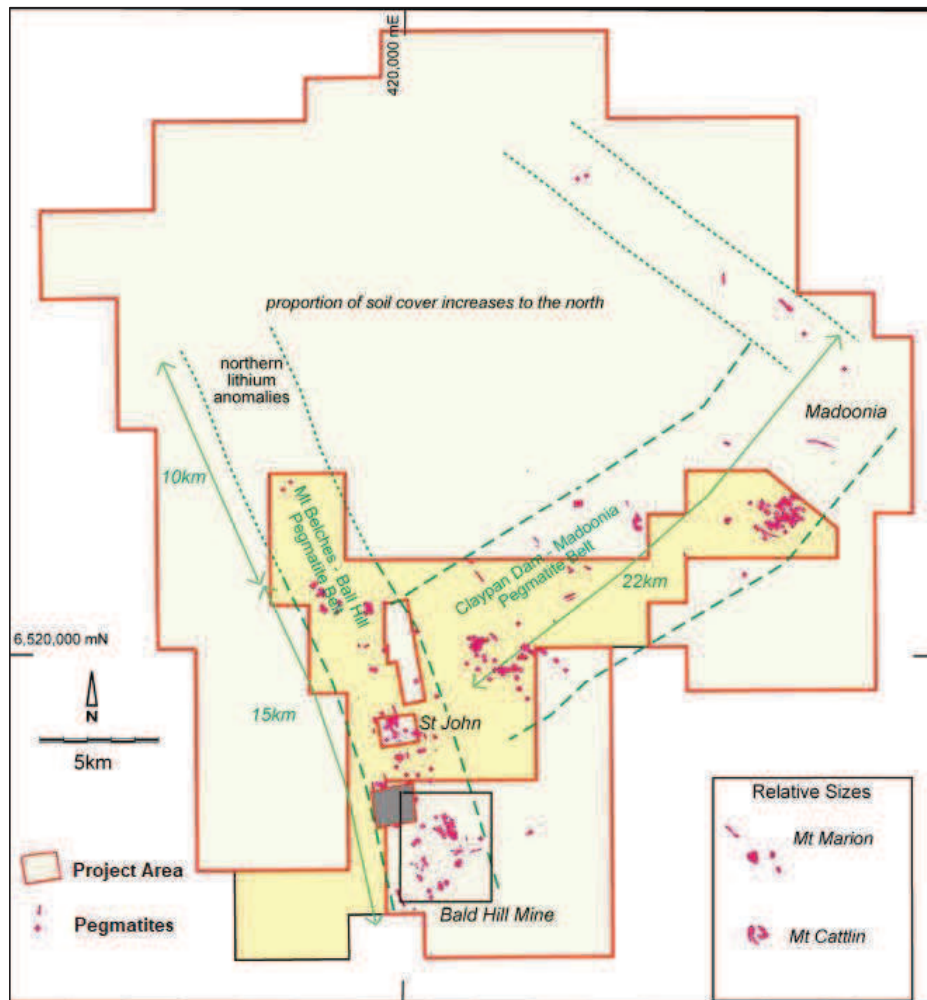 420,000 mE
proportion of soil cover increases to the north
northern
lithium
anomalies
Madoonia
10km
Mt Belches - Ball Hill
Pegmatite Belt
Claypan Dam - Madoonia
Pegmatite Belt
22km
6,520,000 mN
N
5km
15km
St John
Relative Sizes
Mt Marion
Mt Cattlin
Project Area
Pegmatites
Bald Hill Mine